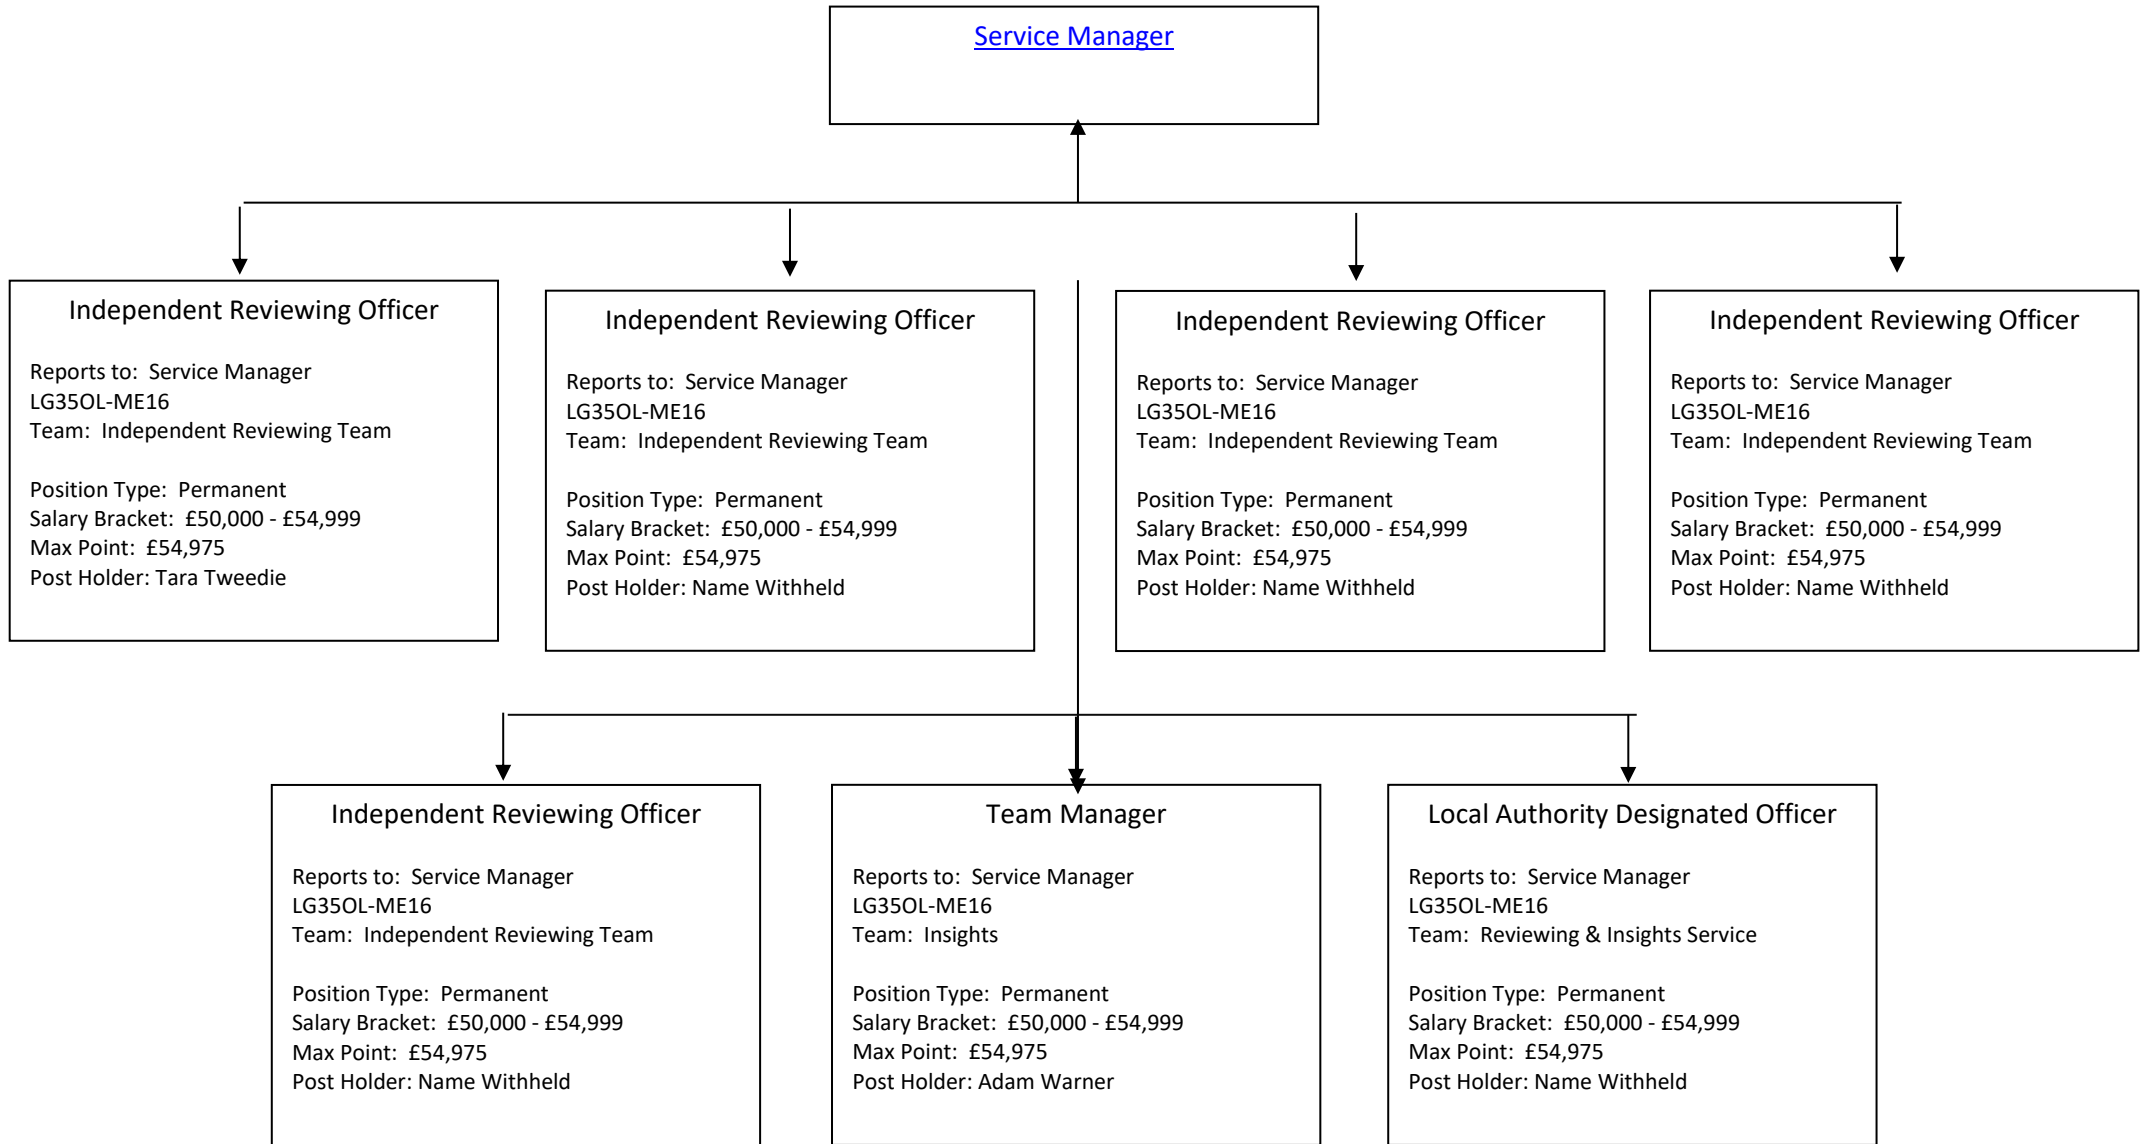 Service Manager
Independent Reviewing Officer
Reports to: Service Manager
LG35OL-ME16
Team: Independent Reviewing Team
Position Type: Permanent
Salary Bracket: £50,000 - £54,999
Max Point: £54,975
Post Holder: Tara Tweedie
Independent Reviewing Officer
Reports to: Service Manager
LG35OL-ME16
Team: Independent Reviewing Team
Position Type: Permanent
Salary Bracket: £50,000 - £54,999
Max Point: £54,975
Post Holder: Name Withheld
Independent Reviewing Officer
Reports to: Service Manager
LG35OL-ME16
Team: Independent Reviewing Team
Position Type: Permanent
Salary Bracket: £50,000 - £54,999
Max Point: £54,975
Post Holder: Name Withheld
Independent Reviewing Officer
Reports to: Service Manager
LG35OL-ME16
Team: Independent Reviewing Team
Position Type: Permanent
Salary Bracket: £50,000 - £54,999
Max Point: £54,975
Post Holder: Name Withheld
Independent Reviewing Officer
Reports to: Service Manager
LG35OL-ME16
Team: Independent Reviewing Team
Position Type: Permanent
Salary Bracket: £50,000 - £54,999
Max Point: £54,975
Post Holder: Name Withheld
Team Manager
Reports to: Service Manager
LG35OL-ME16
Team: Insights
Position Type: Permanent
Salary Bracket: £50,000 - £54,999
Max Point: £54,975
Post Holder: Adam Warner
Local Authority Designated Officer
Reports to: Service Manager
LG35OL-ME16
Team: Reviewing & Insights Service
Position Type: Permanent
Salary Bracket: £50,000 - £54,999
Max Point: £54,975
Post Holder: Name Withheld